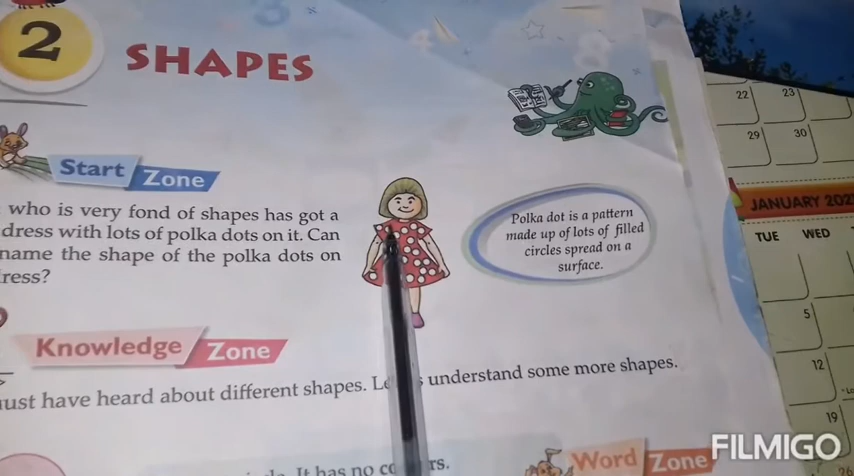 2
SHAPES
Start Zone
who is very fond of shapes has got a
dress with lots of polka dots on it. Can
name the shape of the polka dots on
ress?
Polka dot is a pattern
made up of lots of filled
circles spread on a
surface.
Knowledge Zone
ust have heard about different shapes. Le s understand some more shapes.
It has no co rs.
Word Zone
22 23
29 30
JANUARY 202
TUE WED
5
12
19
26
FILMIGO